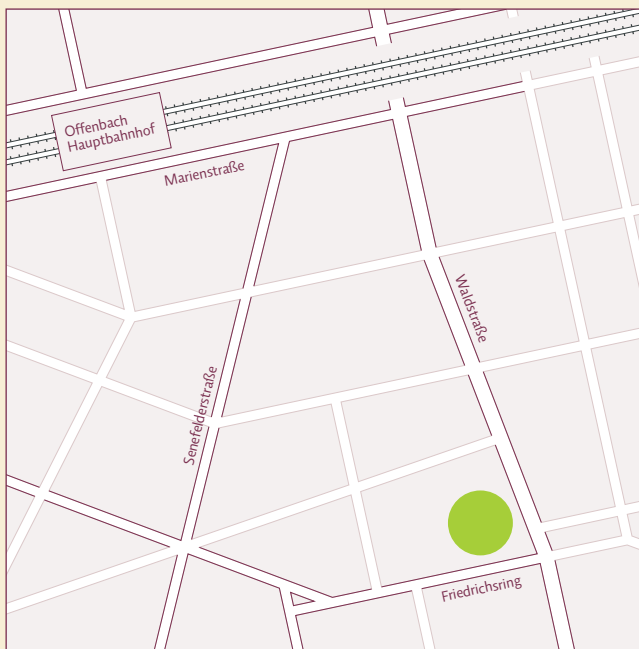 Offenbach
Hauptbahnhof
Marienstraße
Waldstraße
Senefelderstraße
Friedrichsring